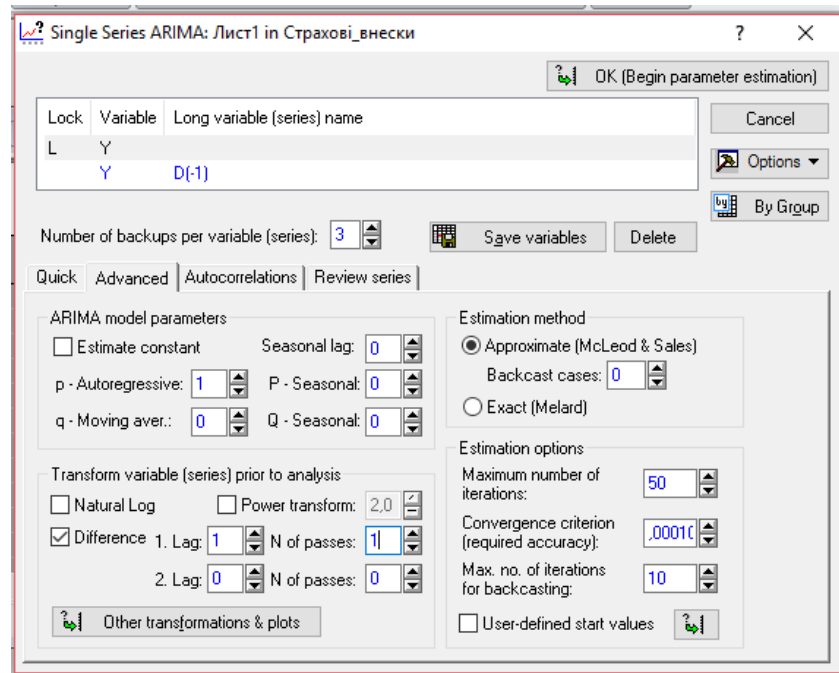 Single Series ARIMA: Лист1 in Страхові_внески ? ×
OK (Begin parameter estimation)
Lock Variable Long variable (series) name
L Y
Y D(-1)
Cancel
Options
By Group
Number of backups per variable (series): 3 Save variables Delete
Quick Advanced Autocorrelations Review series
ARIMA model parameters
Estimate constant Seasonal lag: 0
p - Autoregressive: 1 P - Seasonal: 0
q - Moving aver.: 0 Q - Seasonal: 0
Estimation method
Approximate (McLeod & Sales)
Backcast cases: 0
Exact (Melard)
Transform variable (series) prior to analysis
Natural Log Power transform: 2,0
Difference 1. Lag: 1 N of passes: 1
2. Lag: 0 N of passes: 0
Other transformations & plots
Estimation options
Maximum number of
iterations: 50
Convergence criterion
(required accuracy): ,0001
Max. no. of iterations
for backcasting: 10
User-defined start values